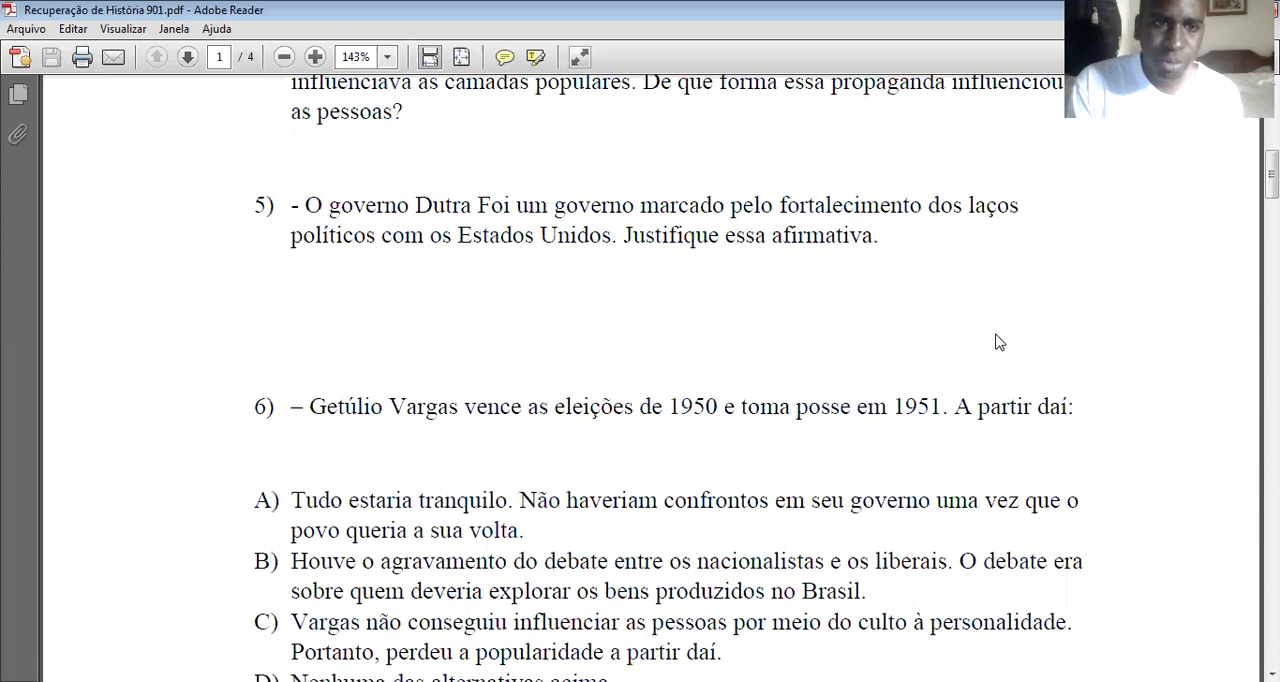 Recuperação de História 901.pdf - Adobe Reader
Arquivo Editar Visualizar Janela Ajuda
1 / 4 143%
influenciava as camadas populares. De que forma essa propaganda influenciou
as pessoas?
5) - O governo Dutra Foi um governo marcado pelo fortalecimento dos laços
políticos com os Estados Unidos. Justifique essa afirmativa.
6) – Getúlio Vargas vence as eleições de 1950 e toma posse em 1951. A partir daí:
A) Tudo estaria tranquilo. Não haveriam confrontos em seu governo uma vez que o
povo queria a sua volta.
B) Houve o agravamento do debate entre os nacionalistas e os liberais. O debate era
sobre quem deveria explorar os bens produzidos no Brasil.
C) Vargas não conseguiu influenciar as pessoas por meio do culto à personalidade.
Portanto, perdeu a popularidade a partir daí.
D) Nenhuma das alternativas acima